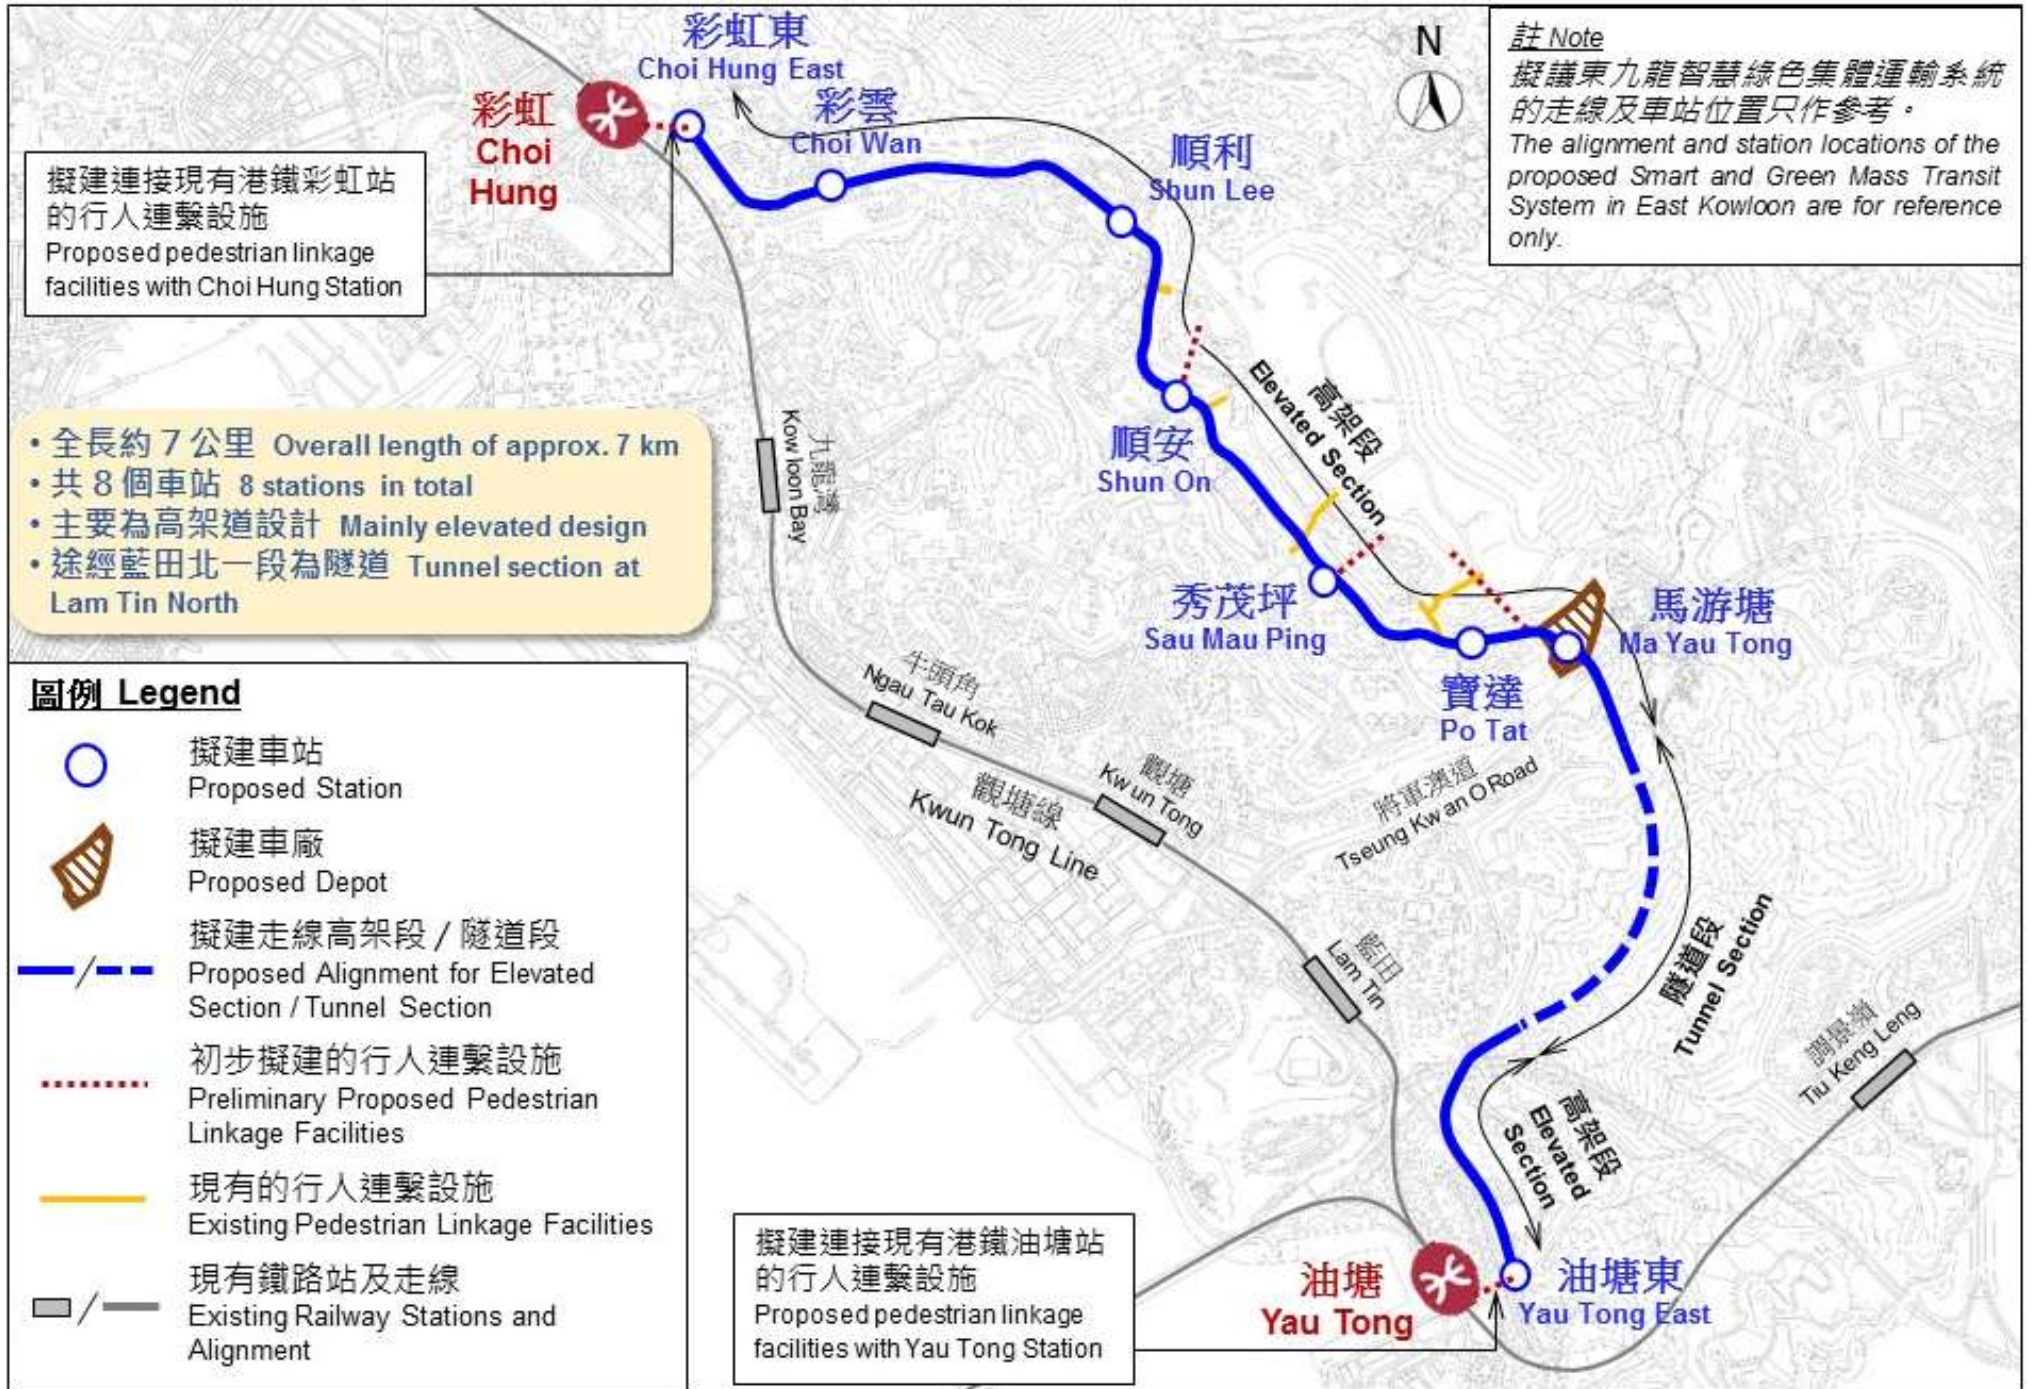 彩虹東
Choi Hung East
彩虹
Choi
Hung
彩雲
Choi Wan
順利
Shun Lee
N
註 Note
擬議東九龍智慧綠色集體運輸系統
的走線及車站位置只作參考。
The alignment and station locations of the
proposed Smart and Green Mass Transit
System in East Kowloon are for reference
only.
擬建連接現有港鐵彩虹站
的行人連繫設施
Proposed pedestrian linkage
facilities with Choi Hung Station
高架段
Elevated Section
九龍灣
Kowloon Bay
順安
Shun On
• 全長約 7 公里 Overall length of approx. 7 km
• 共 8 個車站 8 stations in total
• 主要為高架道設計 Mainly elevated design
• 途經藍田北一段為隧道 Tunnel section at
Lam Tin North
秀茂坪
Sau Mau Ping
馬游塘
Ma Yau Tong
寶達
Po Tat
牛頭角
Ngau Tau Kok
觀塘
Kwun Tong
觀塘線
Kwun Tong Line
將軍澳道
Tseung Kwan O Road
藍田
Lam Tin
隧道段
Tunnel Section
調景嶺
Tiu Keng Leng
高架段
Elevated
Section
圖例 Legend
擬建車站
Proposed Station
擬建車廠
Proposed Depot
擬建走線高架段 / 隧道段
Proposed Alignment for Elevated
Section / Tunnel Section
初步擬建的行人連繫設施
Preliminary Proposed Pedestrian
Linkage Facilities
現有的行人連繫設施
Existing Pedestrian Linkage Facilities
現有鐵路站及走線
Existing Railway Stations and
Alignment
擬建連接現有港鐵油塘站
的行人連繫設施
Proposed pedestrian linkage
facilities with Yau Tong Station
油塘
Yau Tong
油塘東
Yau Tong East